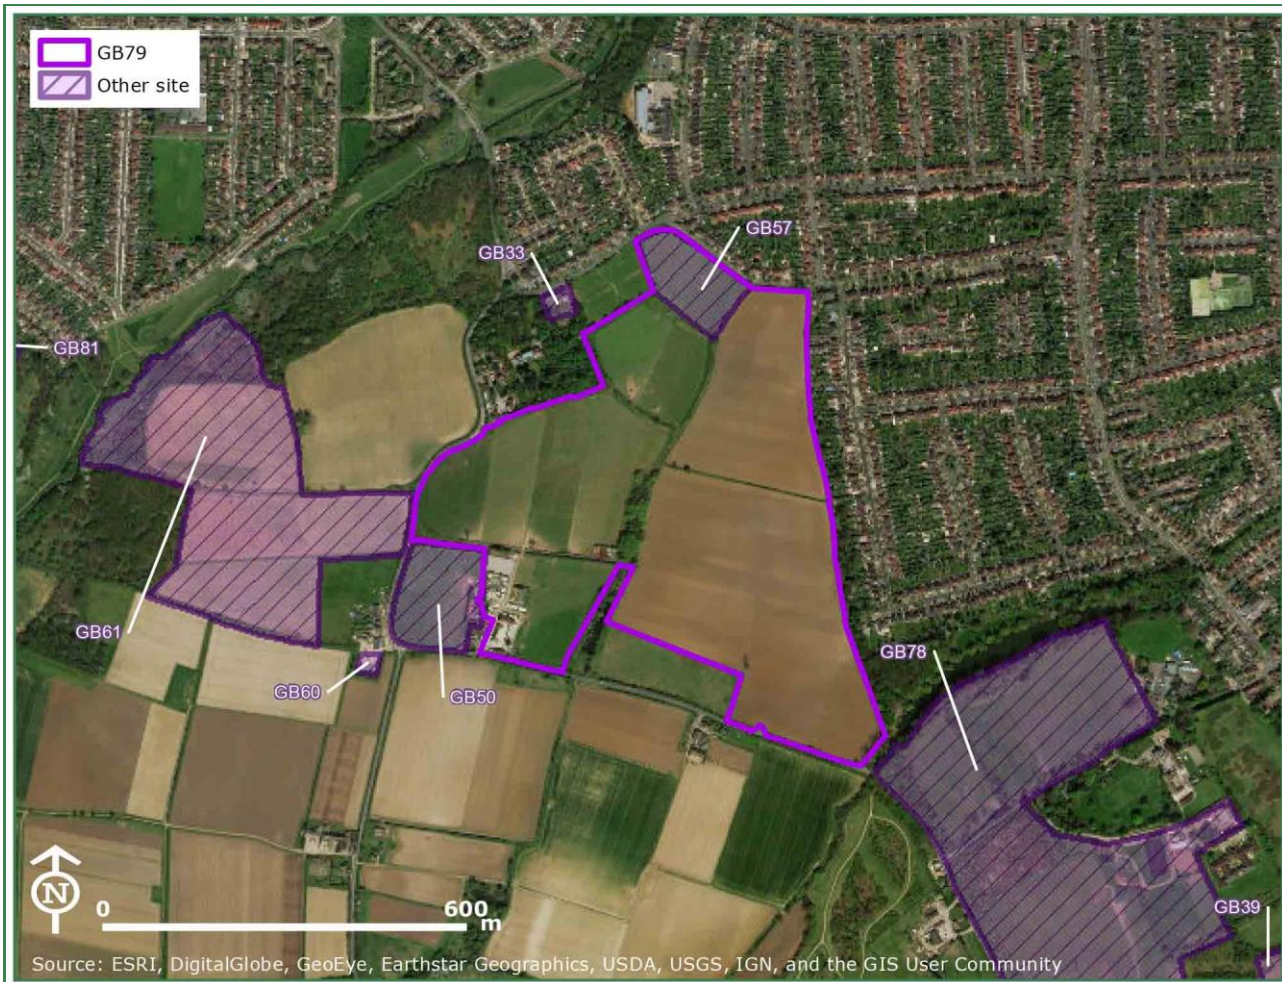 GB79
Other site
GB57
GB33
GB81
GB61
GB78
GB60
GB50
GB39
N
0
600
m
Source: ESRI, DigitalGlobe, GeoEye, Earthstar Geographics, USDA, USGS, IGN, and the GIS User Community